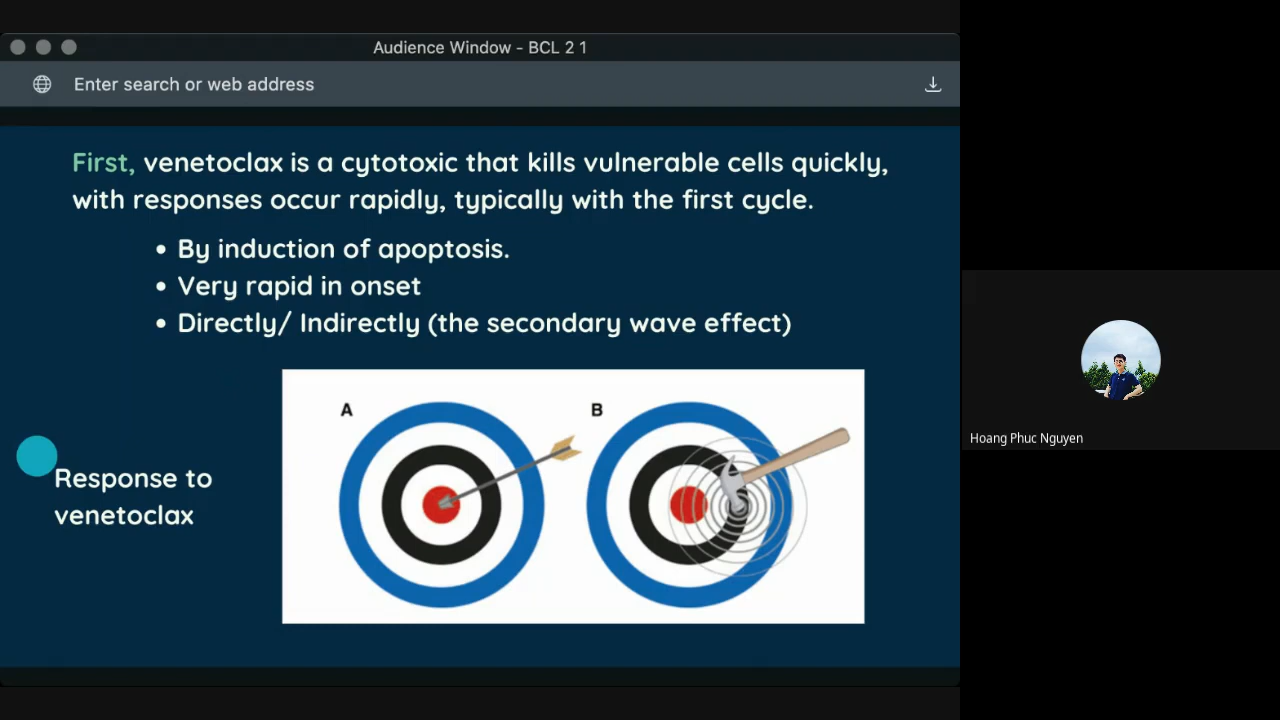 Audience Window - BCL 2 1
Enter search or web address
First, venetoclax is a cytotoxic that kills vulnerable cells quickly,
with responses occur rapidly, typically with the first cycle.
• By induction of apoptosis.
• Very rapid in onset
• Directly/ Indirectly (the secondary wave effect)
A
B
Response to
venetoclax
Hoang Phuc Nguyen